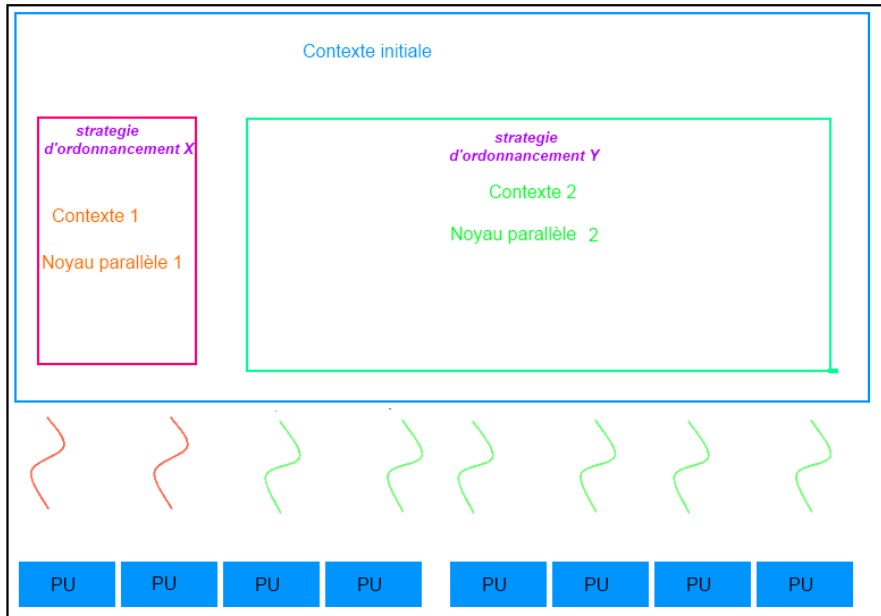 Contexte initiale
strategie
d'ordonnancement X
Contexte 1
Noyau parallèle 1
strategie
d'ordonnancement Y
Contexte 2
Noyau parallèle 2
PU PU PU PU PU PU PU PU